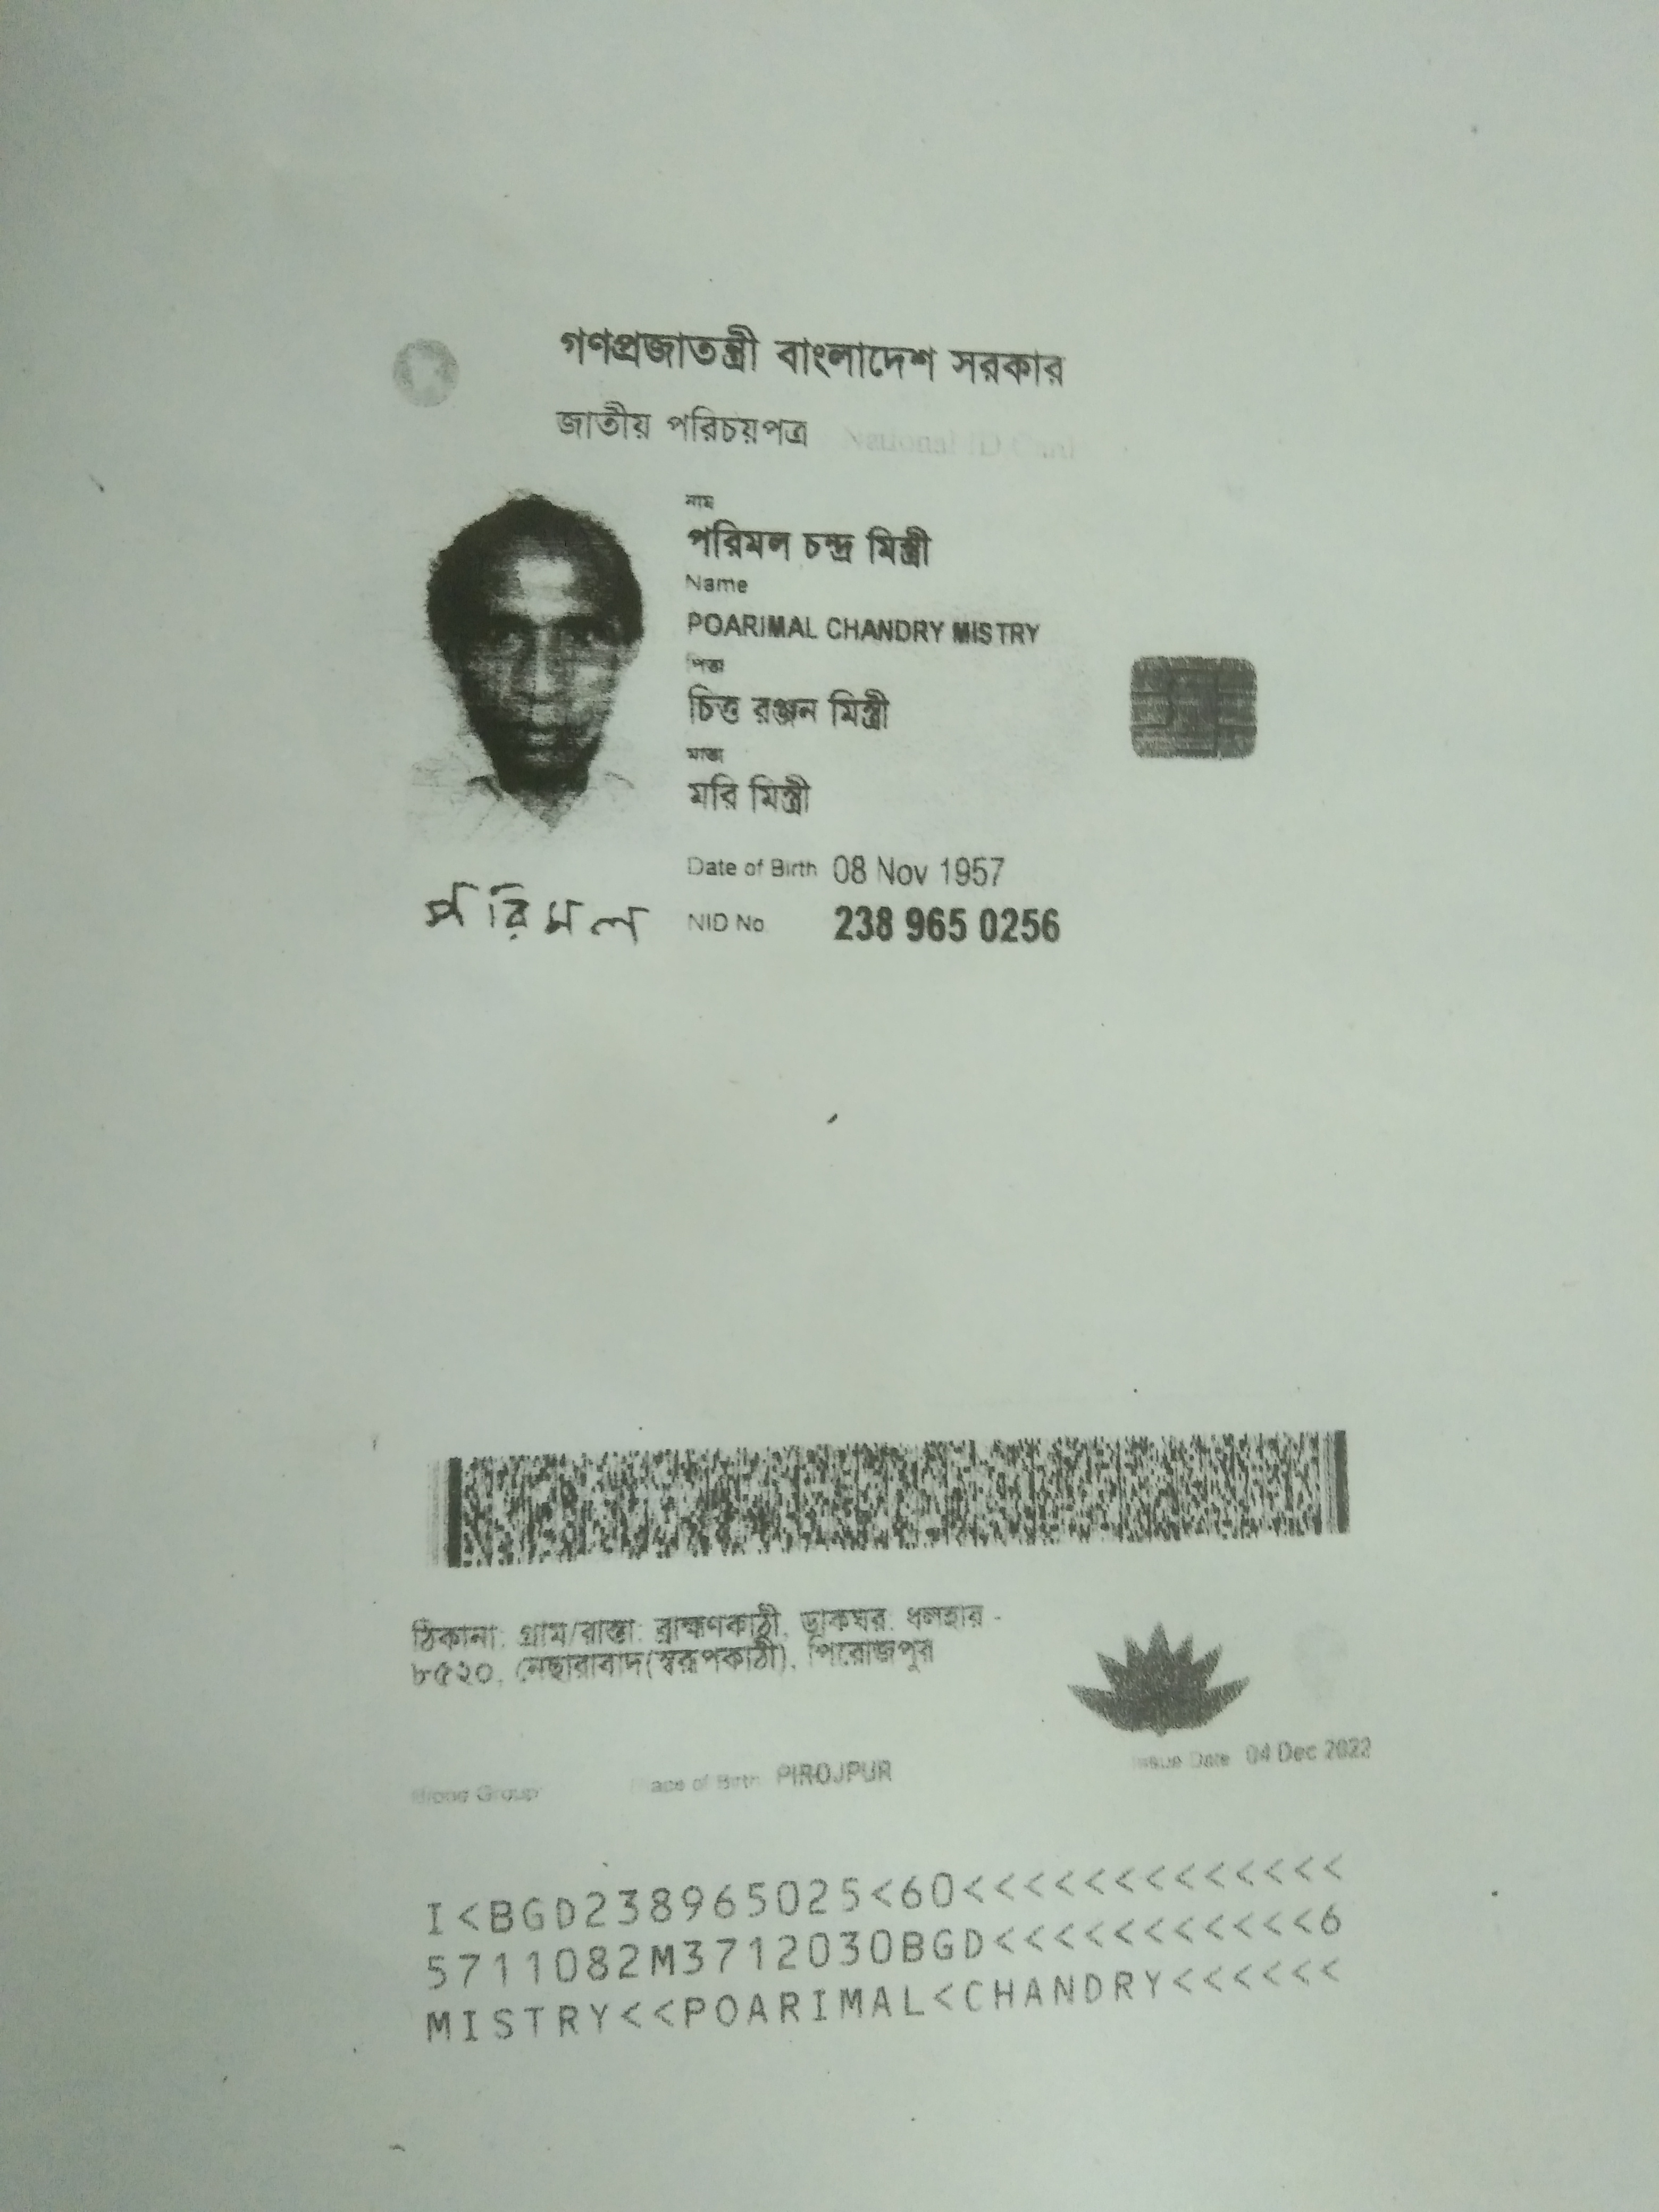 গণপ্রজাতন্ত্রী বাংলাদেশ সরকার
জাতীয় পরিচয়পত্র National ID Card
নাম
পরিমল চন্দ্র মিস্ত্রী
Name
POARIMAL CHANDRY MISTRY
পিতা
চিত্ত রঞ্জন মিস্ত্রী
মাতা
মরি মিস্ত্রী
Date of Birth 08 Nov 1957
পরিমল
NID No 238 965 0256
ঠিকানা: গ্রাম/রাস্তা: ব্রাহ্মণকাঠী, ডাকঘর: ধলহার -
৮৫২০, নেছারাবাদ(স্বরূপকাঠী), পিরোজপুর
Blood Group Place of Birth PIROJPUR Issue Date 04 Dec 2022
I<BGD238965025<60<<<<<<<<<<<<<
5711082M3712030BGD<<<<<<<<<<<6
MISTRY<<POARIMAL<CHANDRY<<<<<<